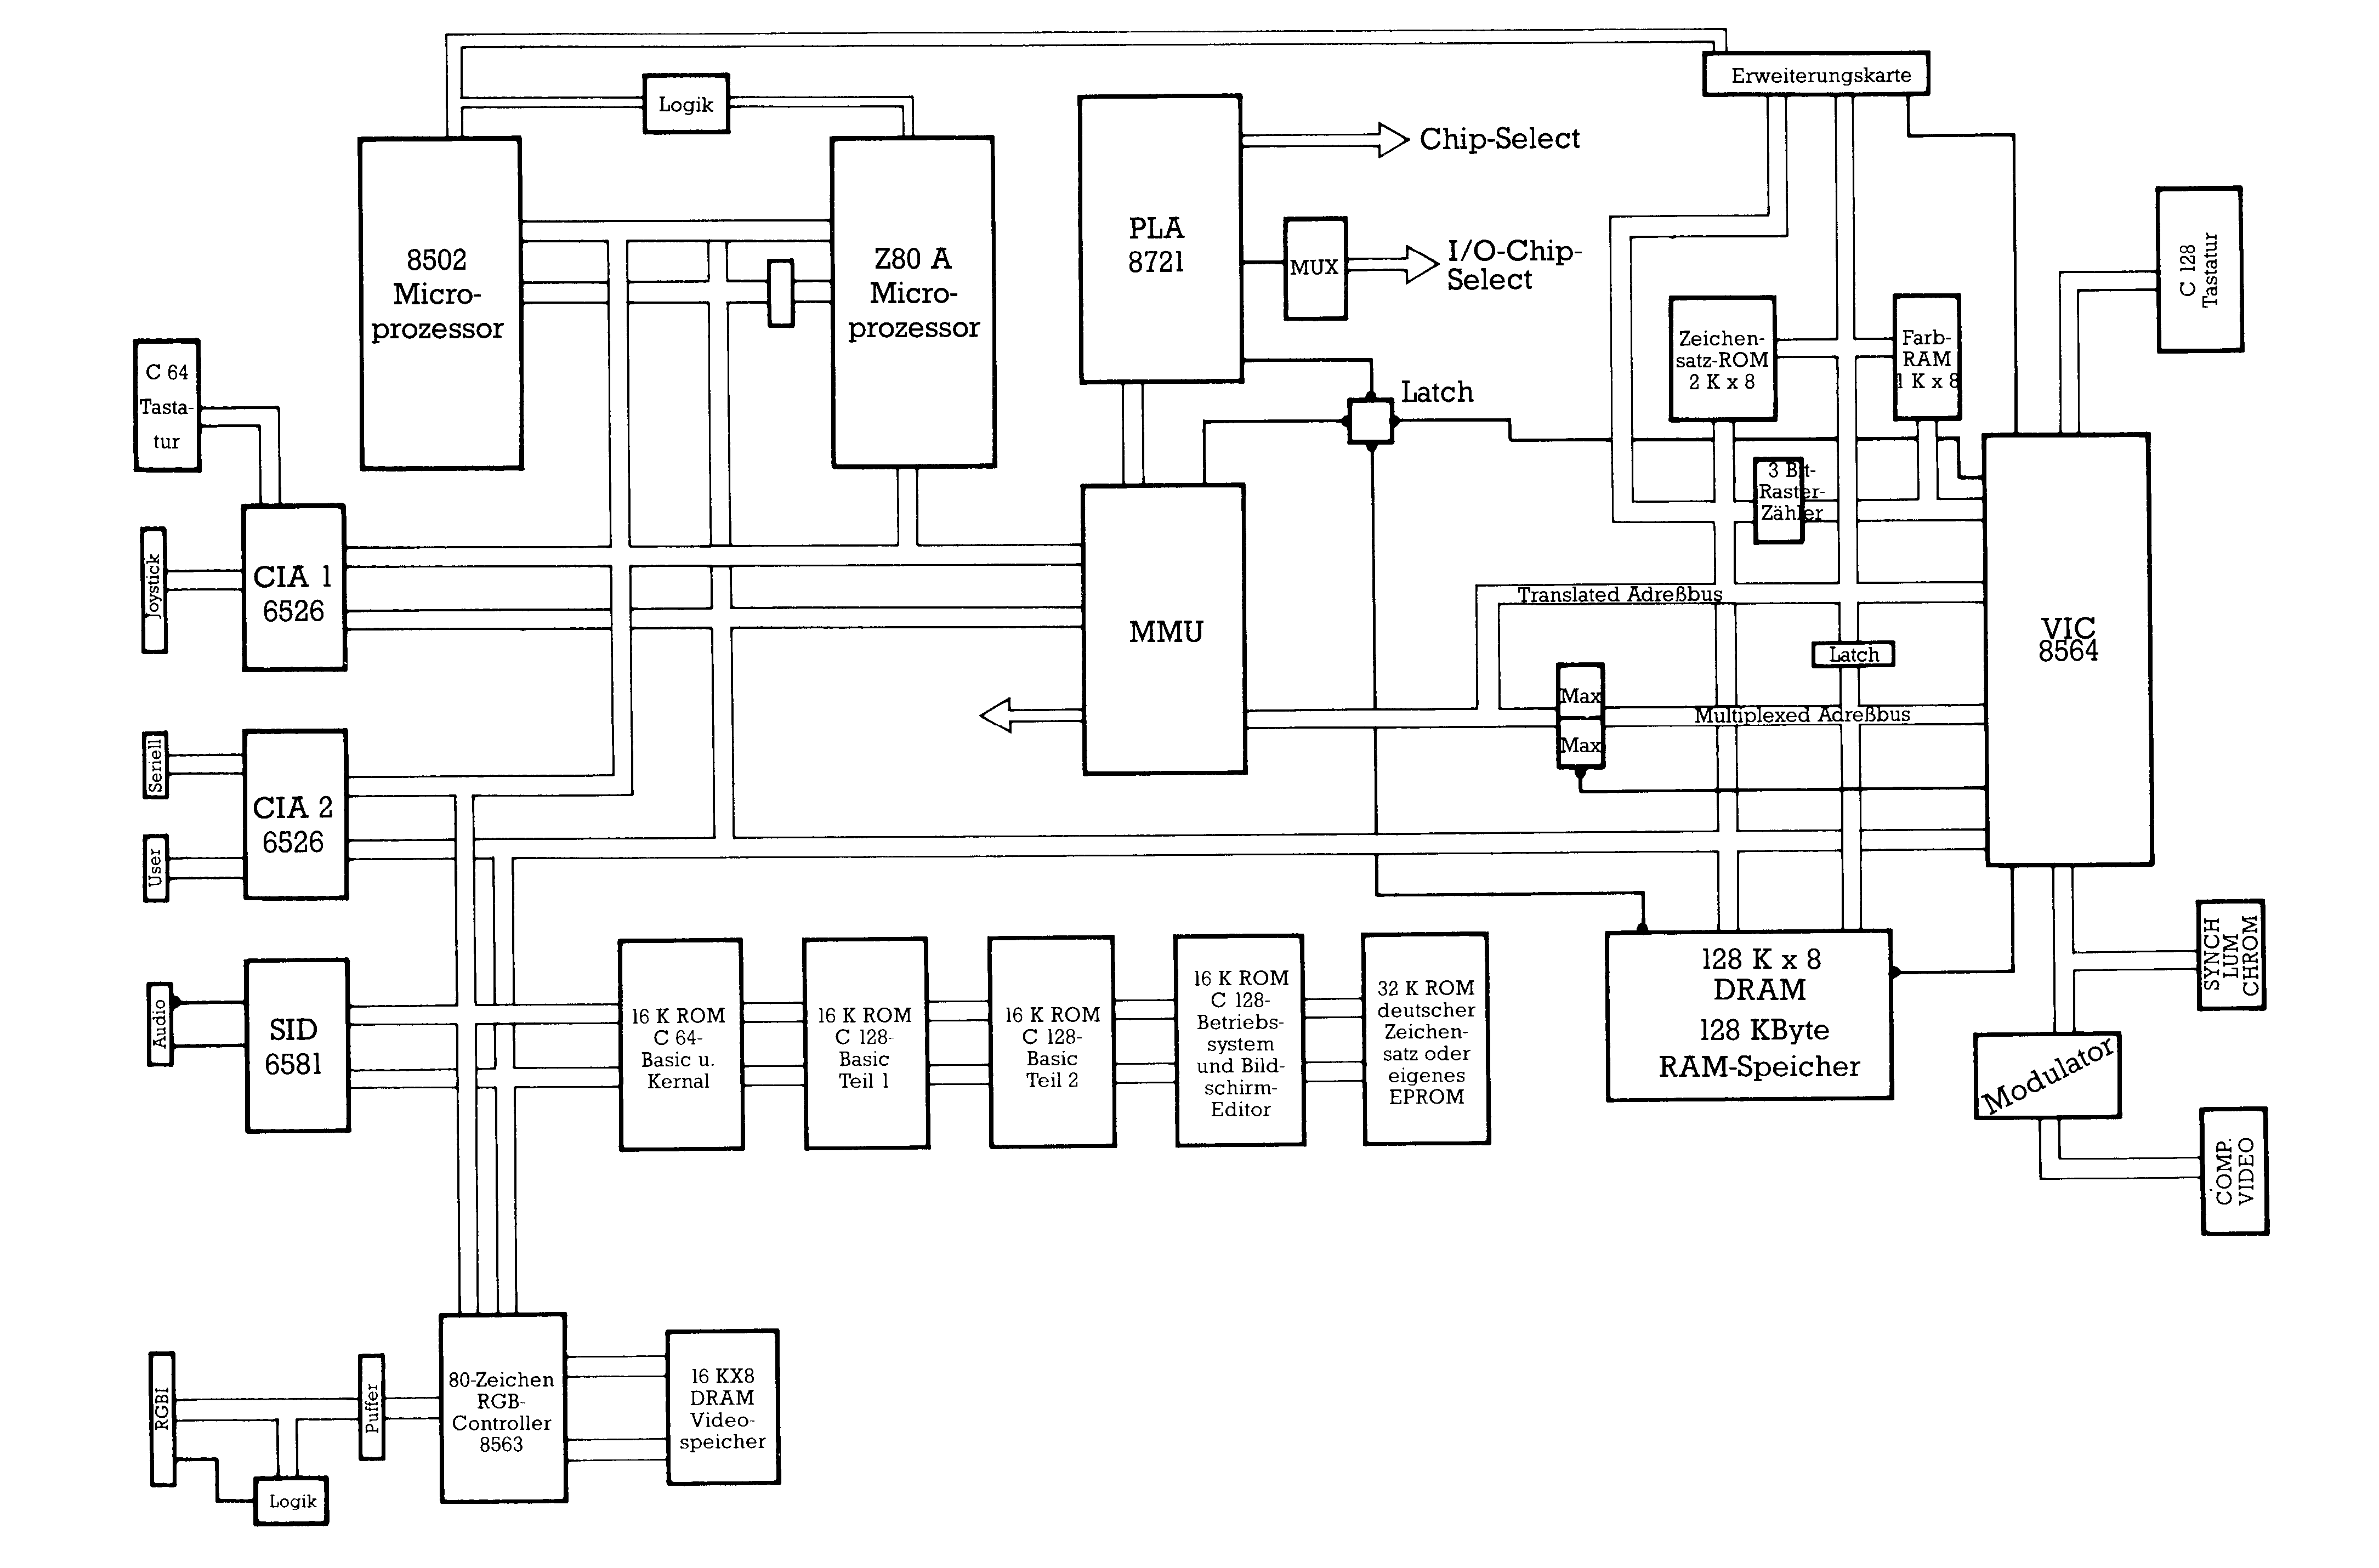 Erweiterungskarte
Logik
8502
Micro-
prozessor
Z80 A
Micro-
prozessor
PLA
8721
Chip-Select
MUX
I/O-Chip-
Select
C 128
Tastatur
C 64
Tasta-
tur
Zeichen-
satz-ROM
2 K x 8
Farb-
RAM
1 K x 8
Latch
3 Bit-
Raster-
Zähler
Joystick
CIA 1
6526
MMU
Translated Adreßbus
VIC
8564
Latch
Max
Multiplexed Adreßbus
Max
Seriell
User
CIA 2
6526
Audio
SID
6581
16 K ROM
C 64-
Basic u.
Kernal
16 K ROM
C 128-
Basic
Teil 1
16 K ROM
C 128-
Basic
Teil 2
16 K ROM
C 128-
Betriebs-
system
und Bild-
schirm-
Editor
32 K ROM
deutscher
Zeichen-
satz oder
eigenes
EPROM
128 K x 8
DRAM
128 KByte
RAM-Speicher
SYNCH
LUM
CHROM
Modulator
COMP.
VIDEO
RGBI
Puffer
80-Zeichen
RGB-
Controller
8563
16 KX8
DRAM
Video-
speicher
Logik